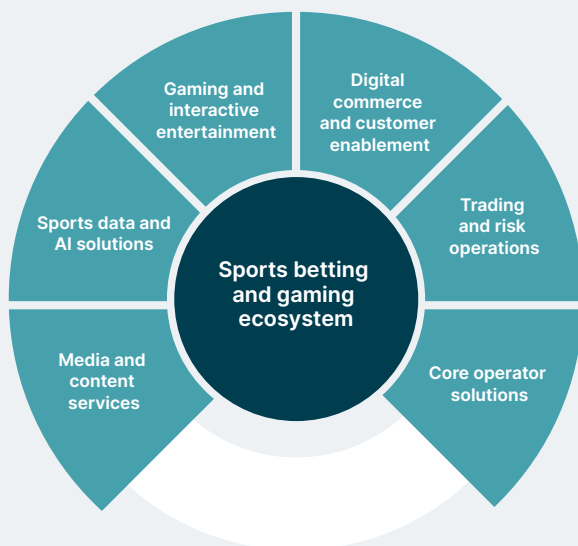 Gaming and
interactive
entertainment
Digital
commerce
and customer
enablement
Sports data and
AI solutions
Trading
and risk
operations
Sports betting
and gaming
ecosystem
Media and
content
services
Core operator
solutions